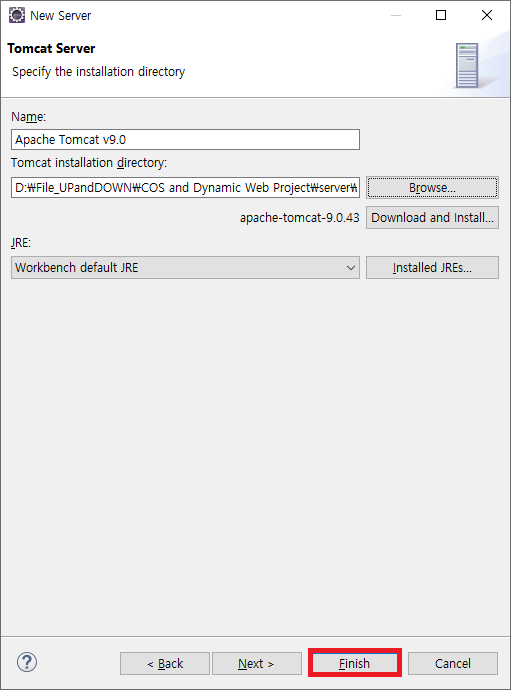 New Server
Tomcat Server
Specify the installation directory
Name:
Apache Tomcat v9.0
Tomcat installation directory:
D:₩File_UPandDOWN₩COS and Dynamic Web Project₩server₩
Browse...
apache-tomcat-9.0.43
Download and Install...
JRE:
Workbench default JRE
Installed JREs...
?
< Back
Next >
Finish
Cancel